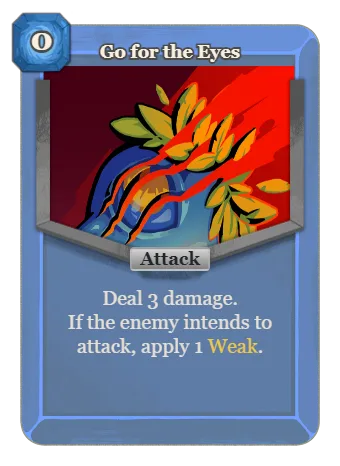 0
Go for the Eyes
Attack
Deal 3 damage.
If the enemy intends to
attack, apply 1 Weak.